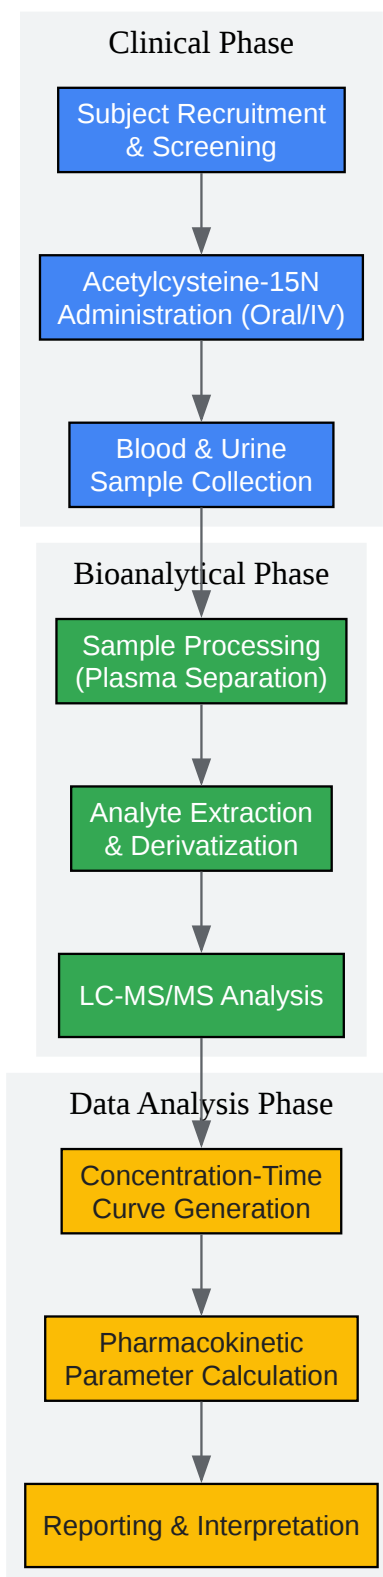 Clinical Phase
Subject Recruitment
& Screening
Acetylcysteine-15N
Administration (Oral/IV)
Blood & Urine
Sample Collection
Bioanalytical Phase
Sample Processing
(Plasma Separation)
Analyte Extraction
& Derivatization
LC-MS/MS Analysis
Data Analysis Phase
Concentration-Time
Curve Generation
Pharmacokinetic
Parameter Calculation
Reporting & Interpretation